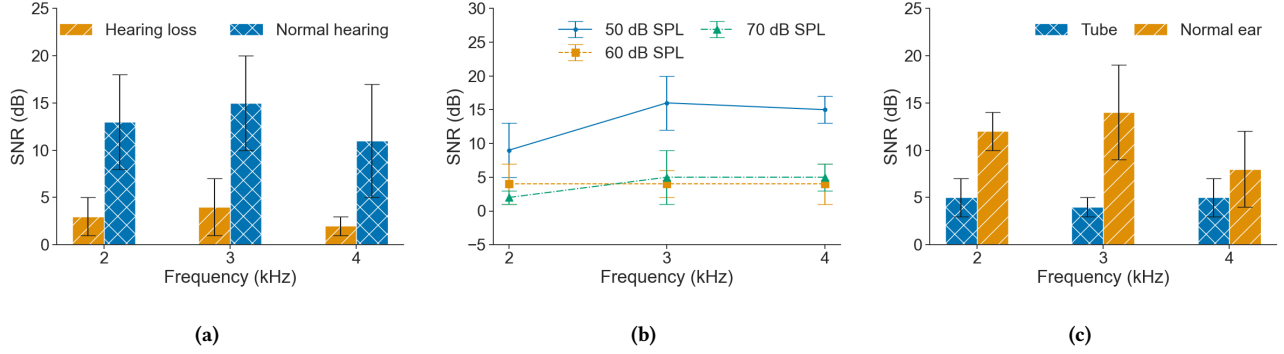 25
20
15
10
5
0
SNR (dB)
Hearing loss
Normal hearing
2
3
4
Frequency (kHz)
(a)
30
25
20
15
10
5
0
−5
SNR (dB)
50 dB SPL
60 dB SPL
70 dB SPL
2
3
4
Frequency (kHz)
(b)
25
20
15
10
5
0
SNR (dB)
Tube
Normal ear
2
3
4
Frequency (kHz)
(c)